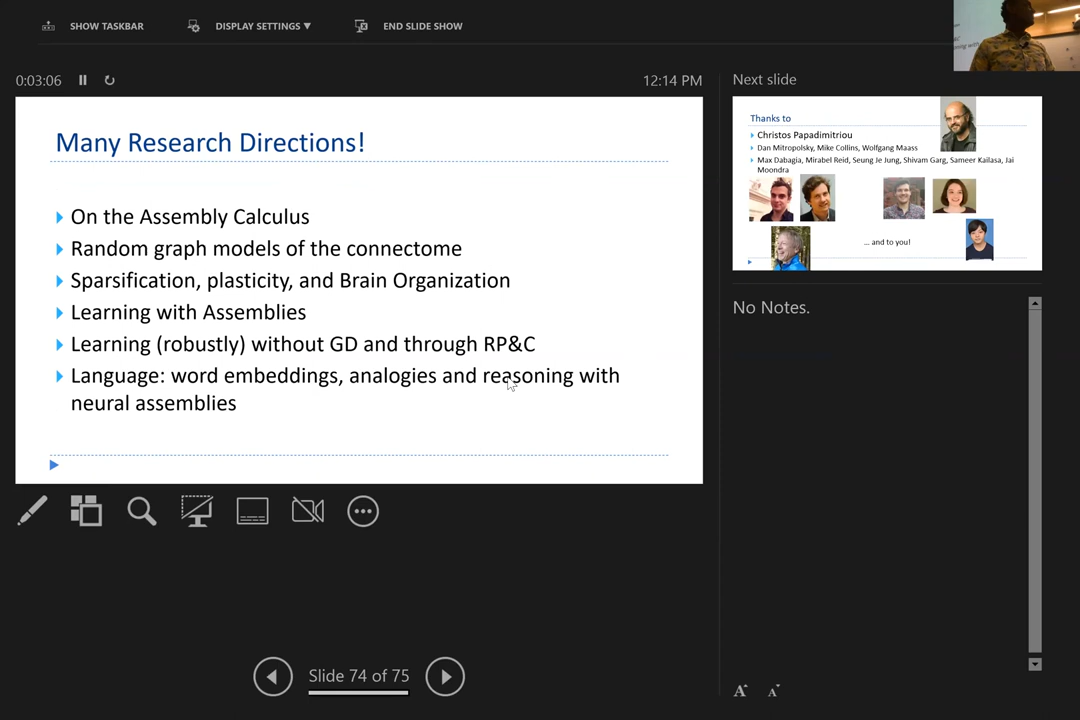 SHOW TASKBAR
DISPLAY SETTINGS ▼
END SLIDE SHOW
0:03:06
12:14 PM
Many Research Directions!
On the Assembly Calculus
Random graph models of the connectome
Sparsification, plasticity, and Brain Organization
Learning with Assemblies
Learning (robustly) without GD and through RP&C
Language: word embeddings, analogies and reasoning with
neural assemblies
Slide 74 of 75
Next slide
Thanks to
Christos Papadimitriou
Dan Mitropolsky, Mike Collins, Wolfgang Maass
Max Dabagia, Mirabel Reid, Seung Je Jung, Shivam Garg, Sameer Kailasa, Jai
Moondra
... and to you!
No Notes.
A A